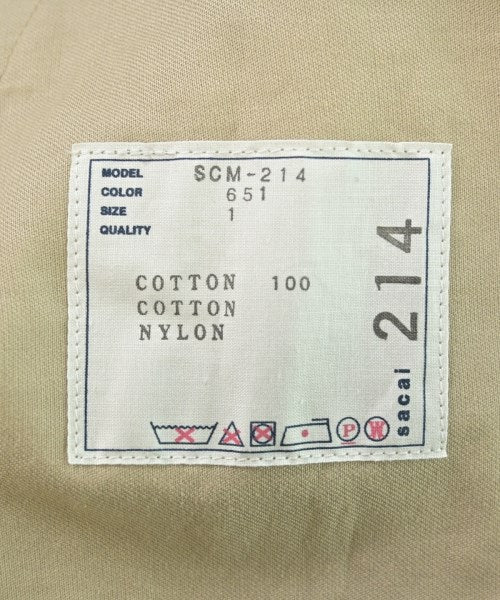 MODEL SCM-214
COLOR 651
SIZE 1
QUALITY
COTTON 100
COTTON
NYLON
214
sacai
P W